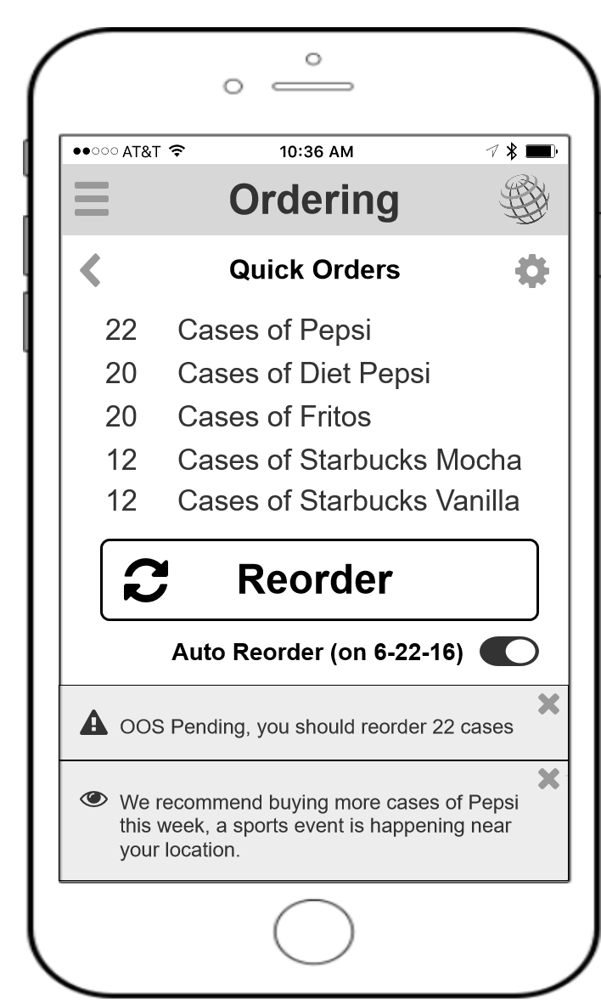 AT&T 10:36 AM
Ordering
Quick Orders
22 Cases of Pepsi
20 Cases of Diet Pepsi
20 Cases of Fritos
12 Cases of Starbucks Mocha
12 Cases of Starbucks Vanilla
Reorder
Auto Reorder (on 6-22-16)
OOS Pending, you should reorder 22 cases
We recommend buying more cases of Pepsi
this week, a sports event is happening near
your location.